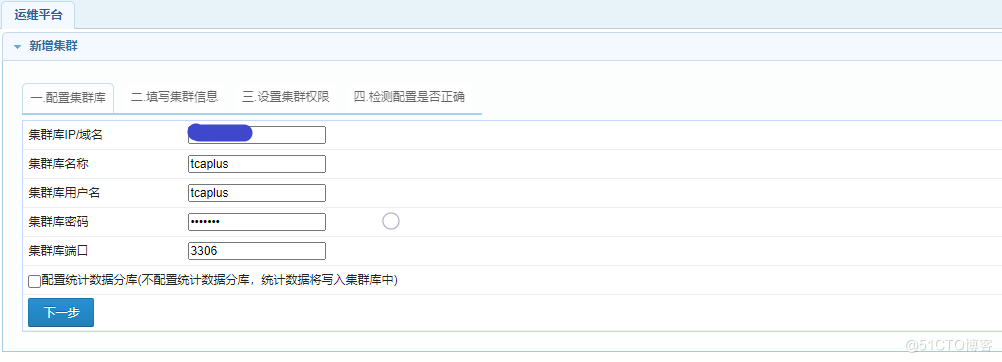 运维平台
新增集群
一.配置集群库 二.填写集群信息 三.设置集群权限 四.检测配置是否正确
集群库IP/域名
集群库名称 tcaplus
集群库用户名 tcaplus
集群库密码 •••••••
集群库端口 3306
配置统计数据分库(不配置统计数据分库，统计数据将写入集群库中)
下一步
@51CTO博客